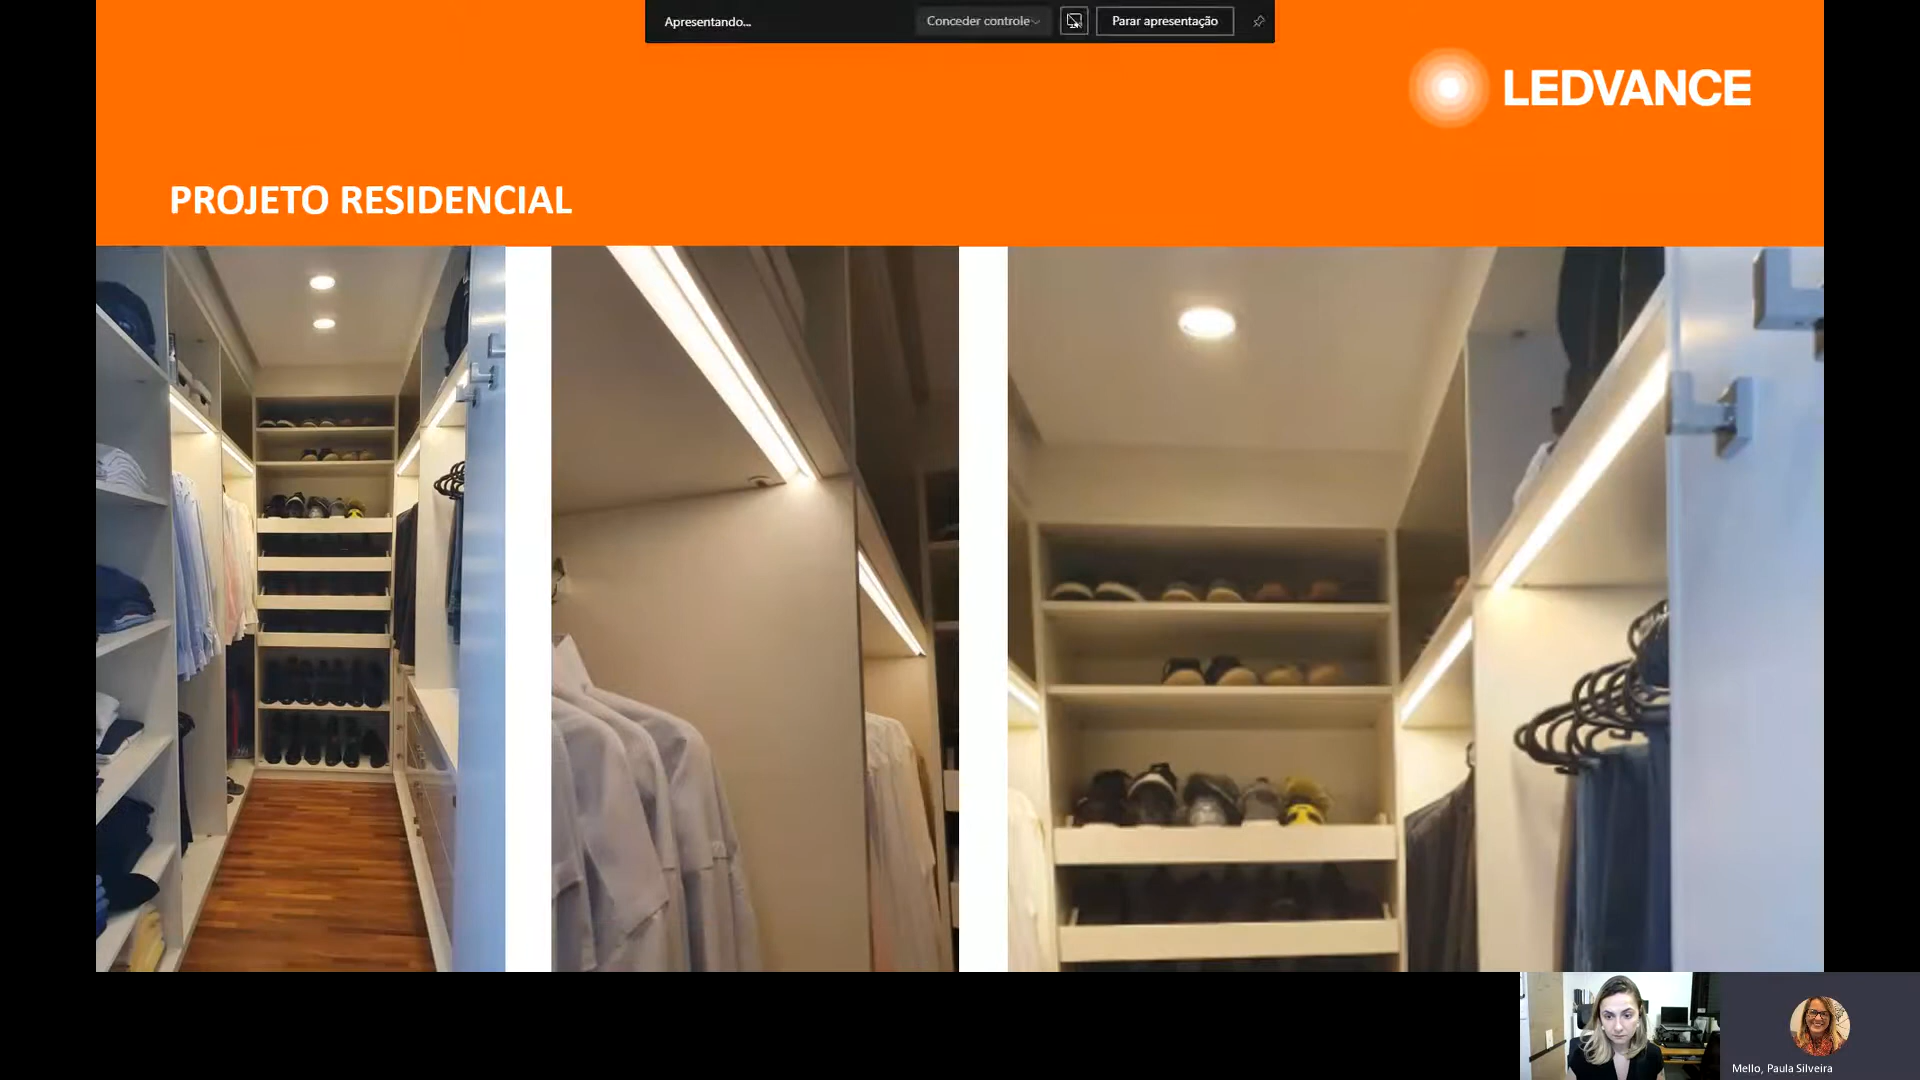 Apresentando...
Conceder controle
Parar apresentação
LEDVANCE
PROJETO RESIDENCIAL
Mello, Paula Silveira